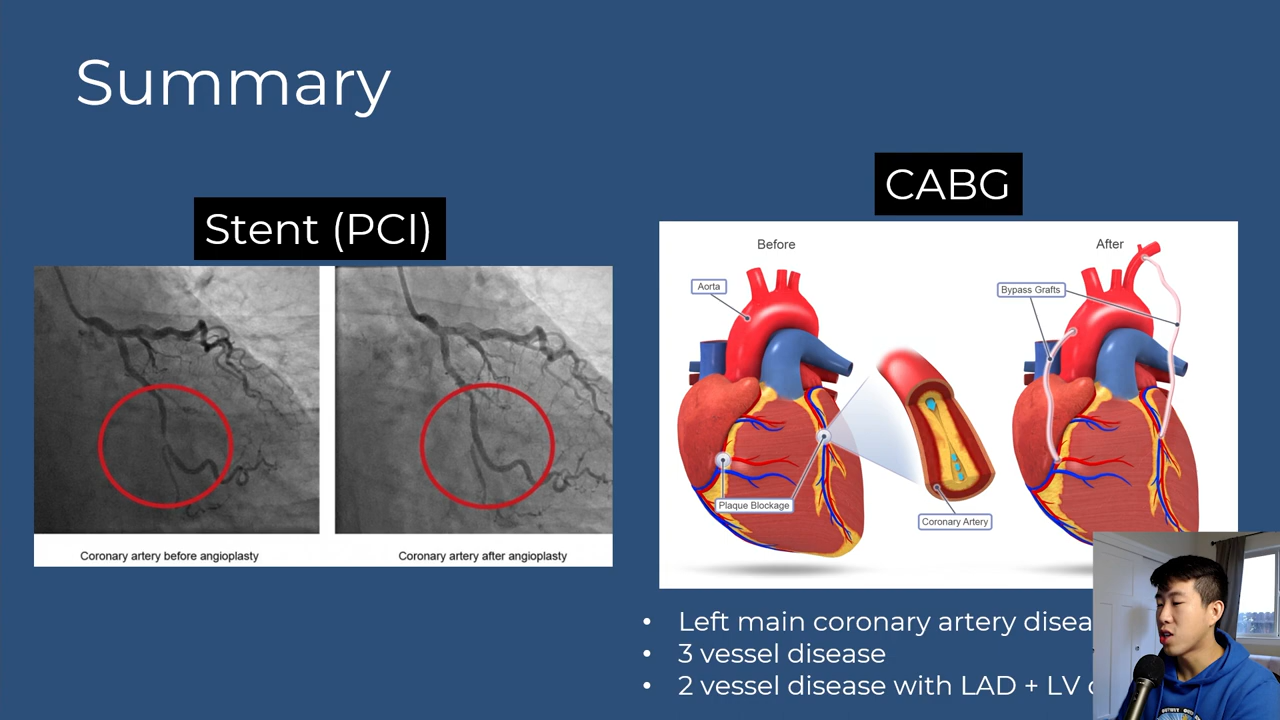 Summary
Stent (PCI)
Coronary artery before angioplasty
Coronary artery after angioplasty
CABG
Before
After
Aorta
Bypass Grafts
Plaque Blockage
Coronary Artery
• Left main coronary artery
• 3 vessel disease
• 2 vessel disease with LAD + LV